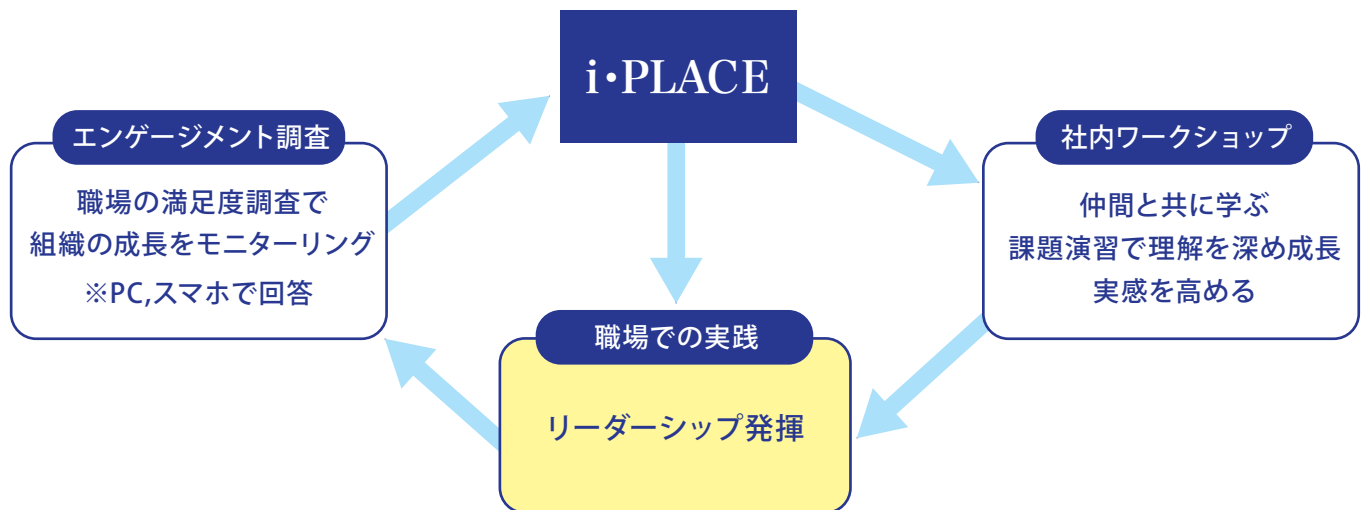 i・PLACE
エンゲージメント調査
職場の満足度調査で
組織の成長をモニターリング
※PC,スマホで回答
社内ワークショップ
仲間と共に学ぶ
課題演習で理解を深め成長
実感を高める
職場での実践
リーダーシップ発揮